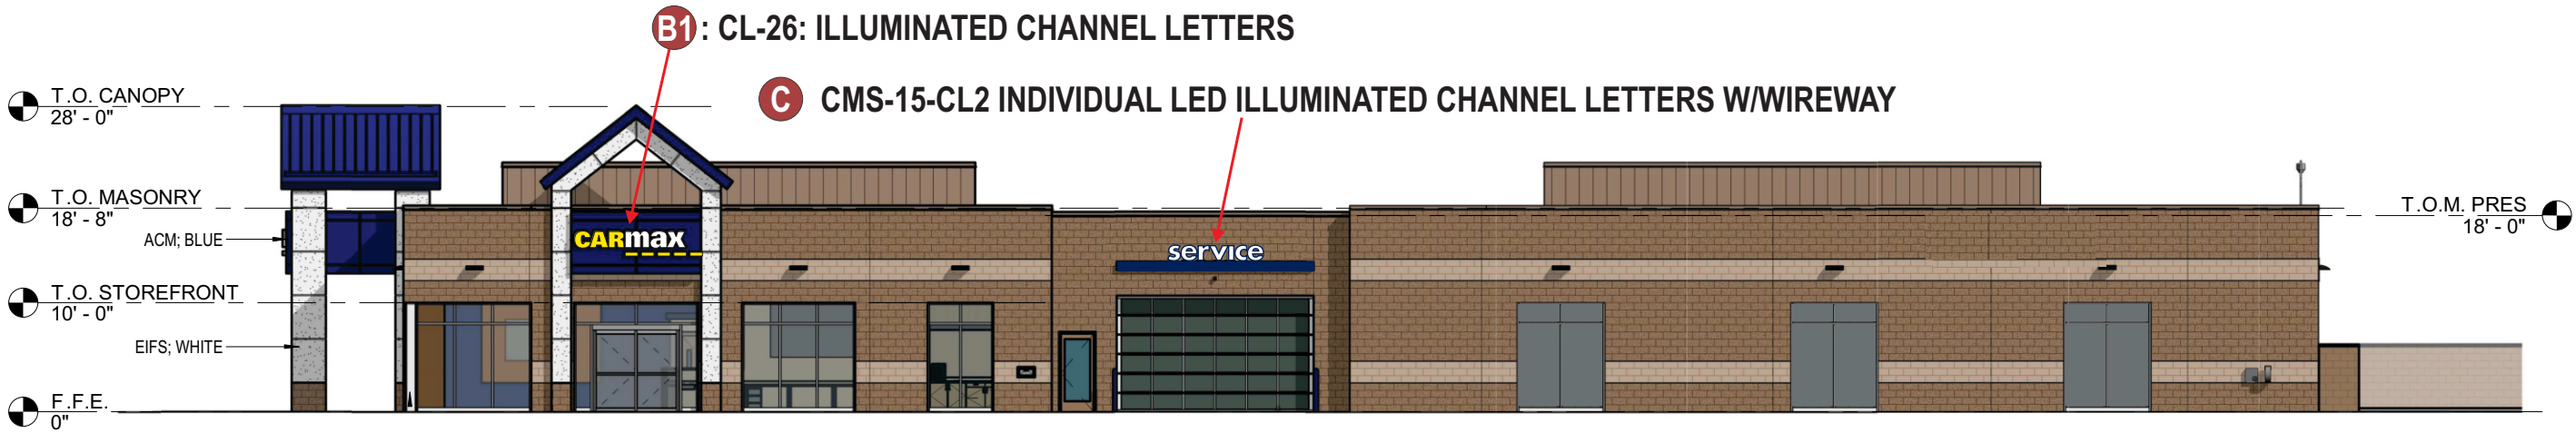 B1 : CL-26: ILLUMINATED CHANNEL LETTERS
C CMS-15-CL2 INDIVIDUAL LED ILLUMINATED CHANNEL LETTERS W/WIREWAY
T.O. CANOPY
28' - 0"
T.O. MASONRY
18' - 8"
T.O.M. PRES
18' - 0"
ACM; BLUE
CARmax
service
T.O. STOREFRONT
10' - 0"
EIFS; WHITE
F.F.E.
0"